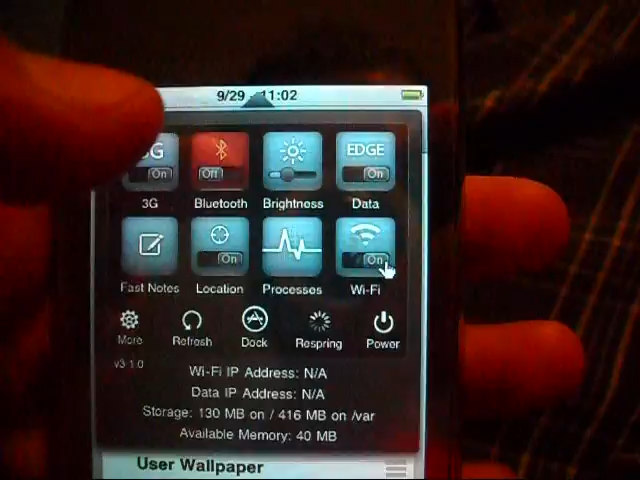 9/29 11:02
3G EDGE
On Off On
3G Bluetooth Brightness Data
On On
Fast Notes Location Processes Wi-Fi
More Refresh Dock Respring Power
v3.1.0
Wi-Fi IP Address: N/A
Data IP Address: N/A
Storage: 130 MB on / 416 MB on /var
Available Memory: 40 MB
User Wallpaper